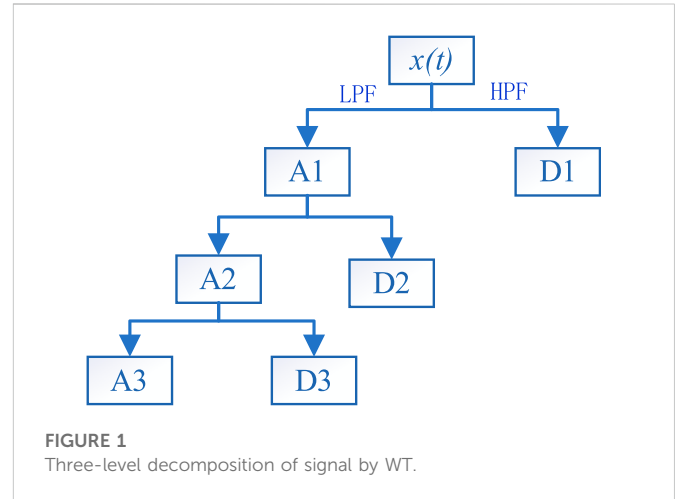 x(t)
LPF HPF
A1 D1
A2 D2
A3 D3
FIGURE 1
Three-level decomposition of signal by WT.